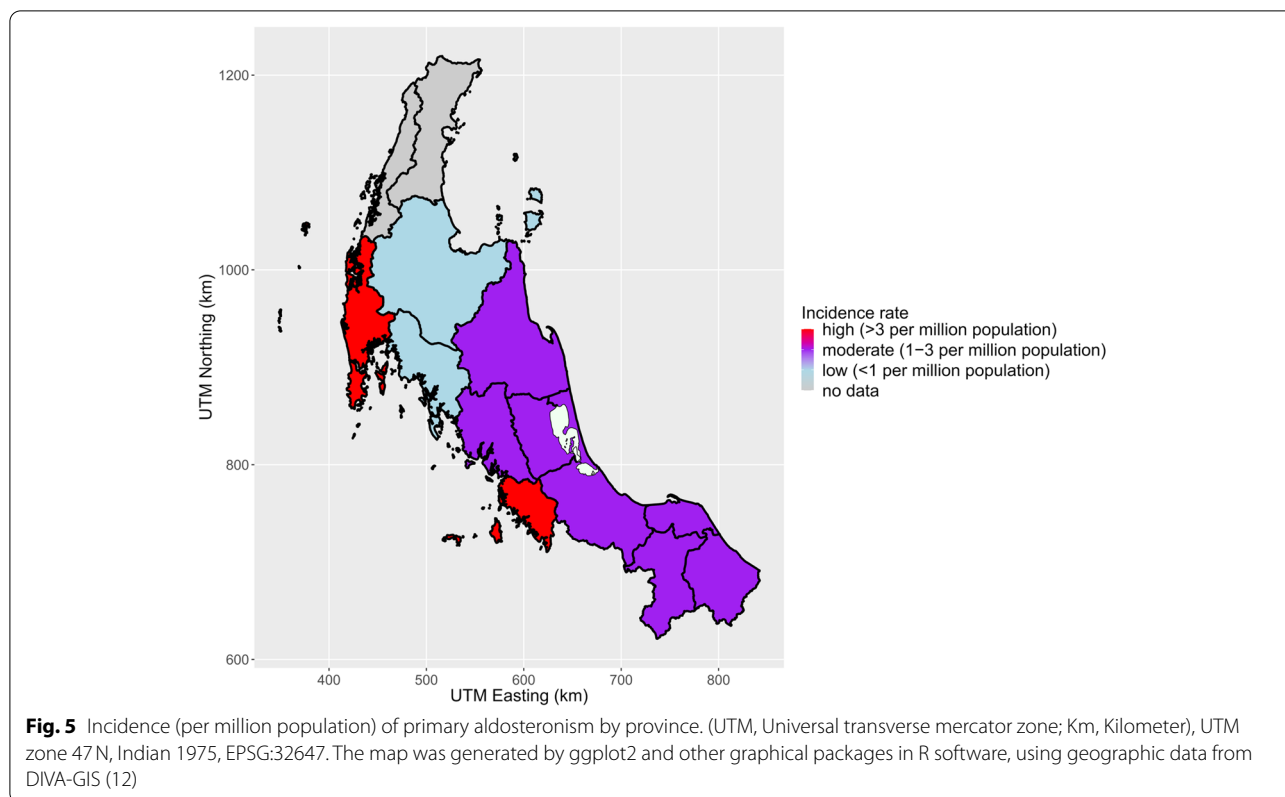 1200
1000
800
600
UTM Northing (km)
400
500
600
700
800
UTM Easting (km)
Incidence rate
high (>3 per million population)
moderate (1−3 per million population)
low (<1 per million population)
no data
Fig. 5 Incidence (per million population) of primary aldosteronism by province. (UTM, Universal transverse mercator zone; Km, Kilometer), UTM
zone 47 N, Indian 1975, EPSG:32647. The map was generated by ggplot2 and other graphical packages in R software, using geographic data from
DIVA-GIS (12)